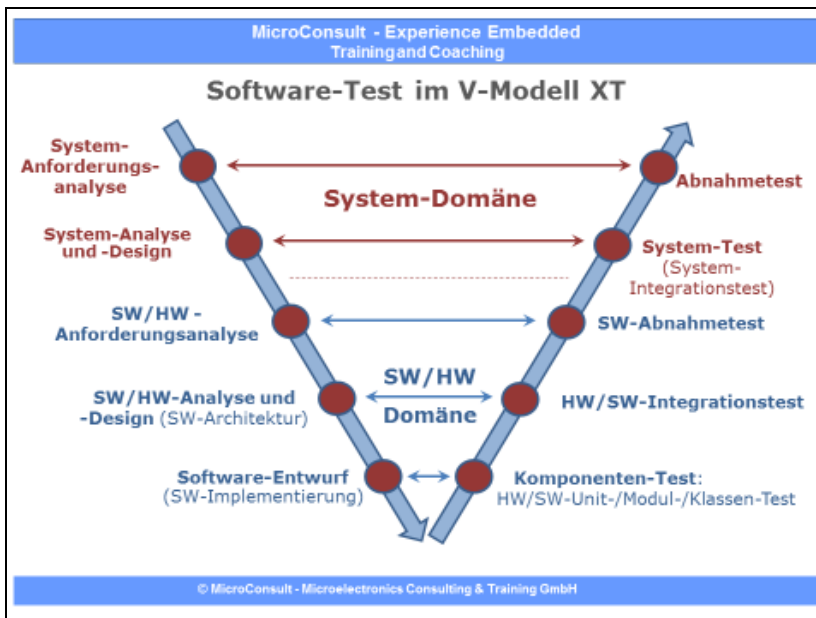 MicroConsult - Experience Embedded
Training and Coaching
Software-Test im V-Modell XT
System-
Anforderungs-
analyse
Abnahmetest
System-Domäne
System-Analyse
und -Design
System-Test
(System-
Integrationstest)
SW/HW -
Anforderungsanalyse
SW-Abnahmetest
SW/HW-Analyse und
-Design (SW-Architektur)
SW/HW
Domäne
HW/SW-Integrationstest
Software-Entwurf
(SW-Implementierung)
Komponenten-Test:
HW/SW-Unit-/Modul-/Klassen-Test
© MicroConsult - Microelectronics Consulting & Training GmbH